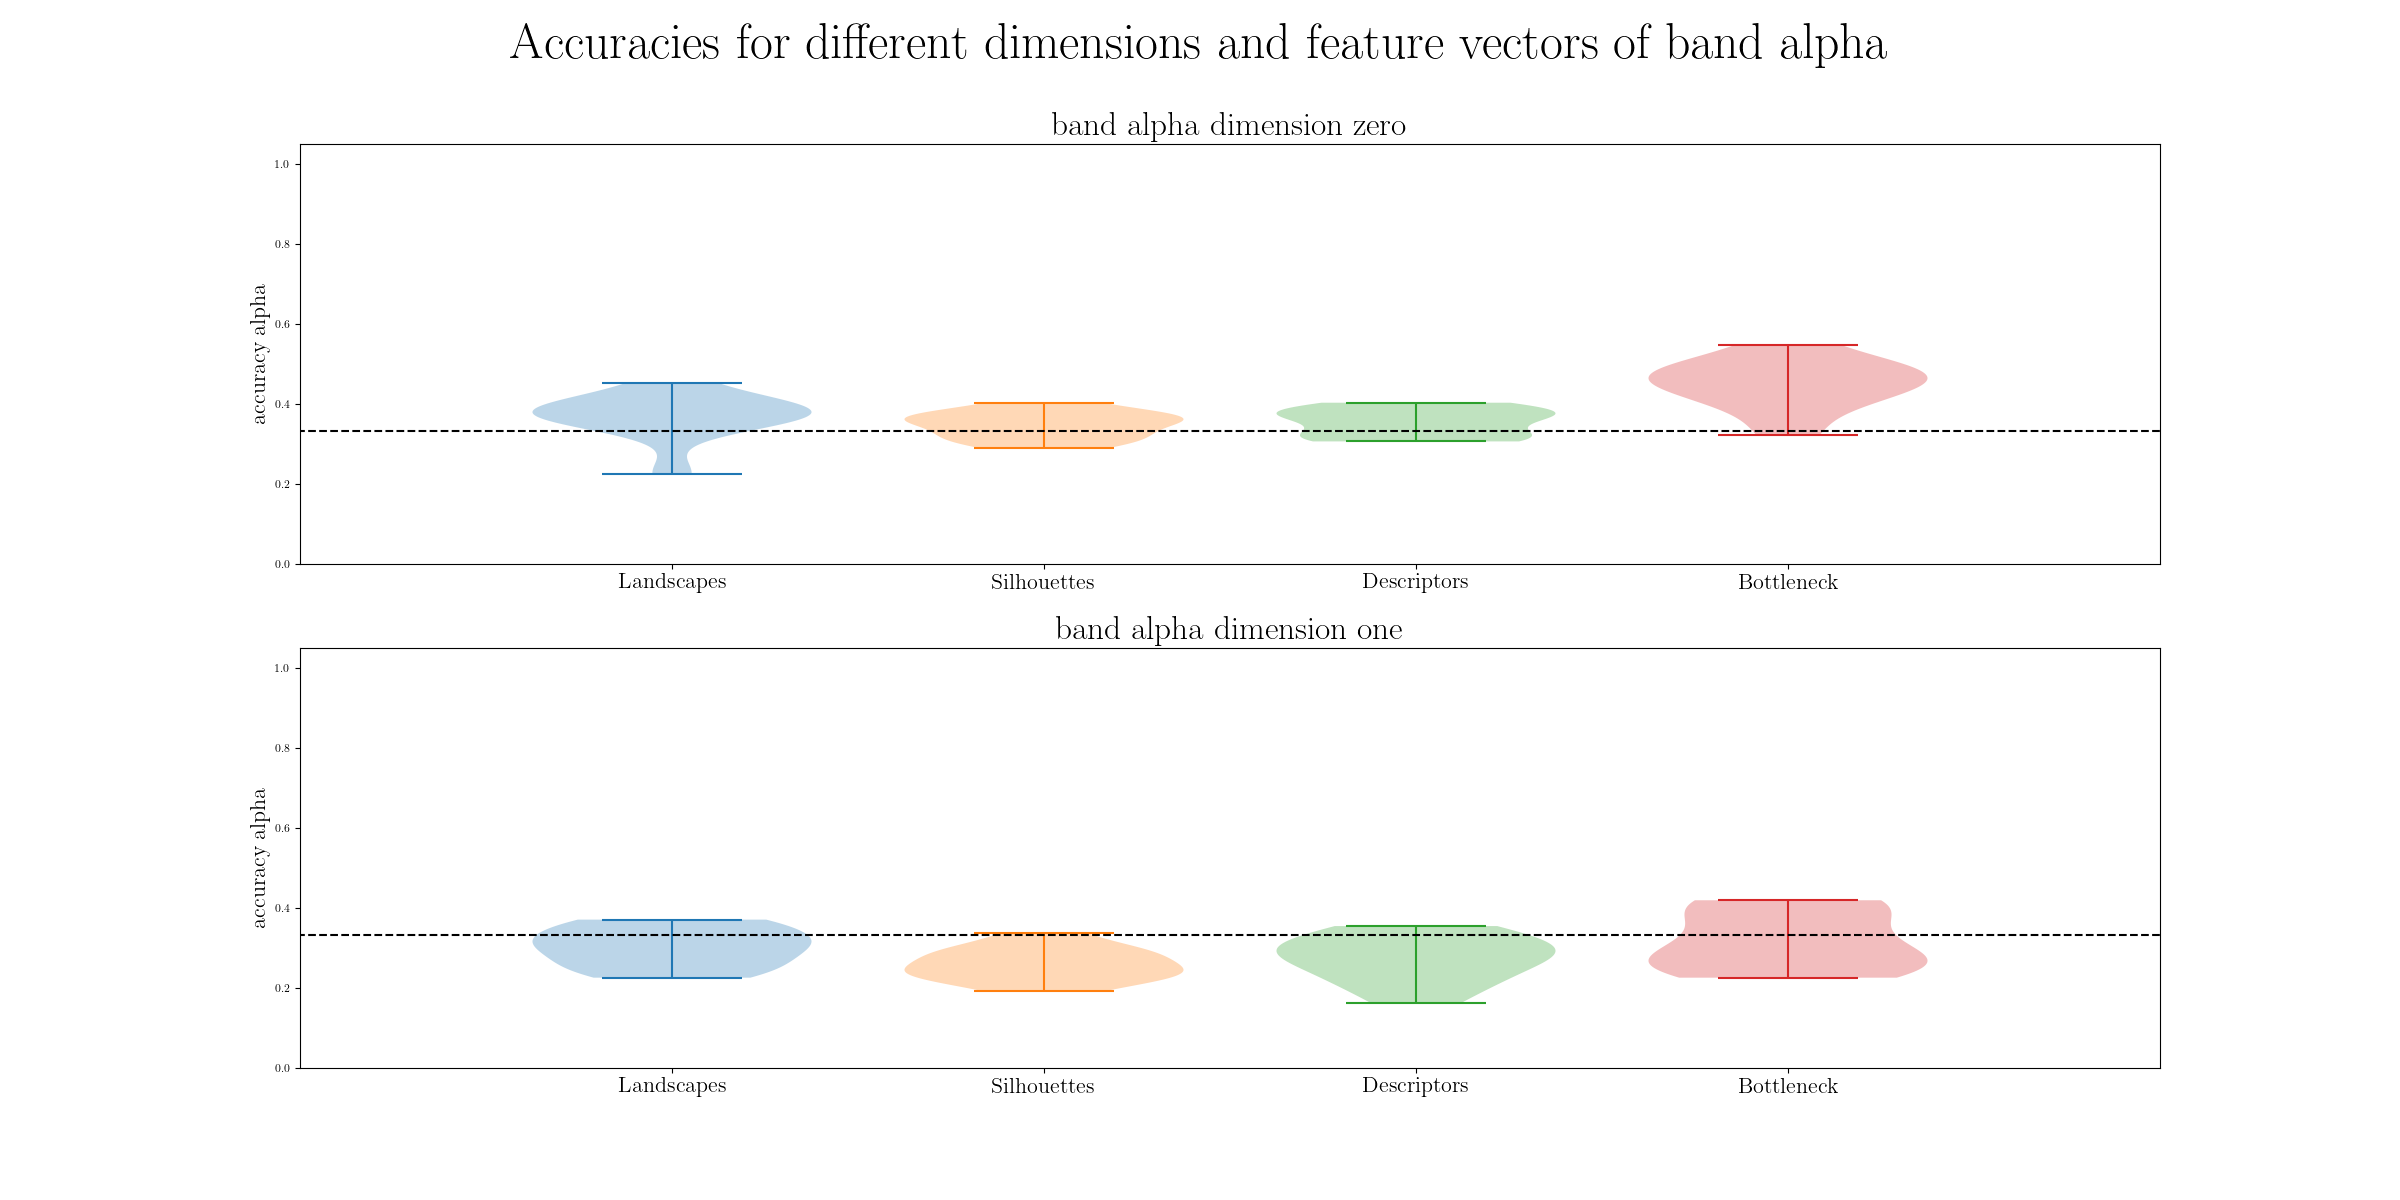 Accuracies for different dimensions and feature vectors of band alpha
band alpha dimension zero
accuracy alpha
1.0
0.8
0.6
0.4
0.2
0.0
Landscapes Silhouettes Descriptors Bottleneck
band alpha dimension one
accuracy alpha
1.0
0.8
0.6
0.4
0.2
0.0
Landscapes Silhouettes Descriptors Bottleneck